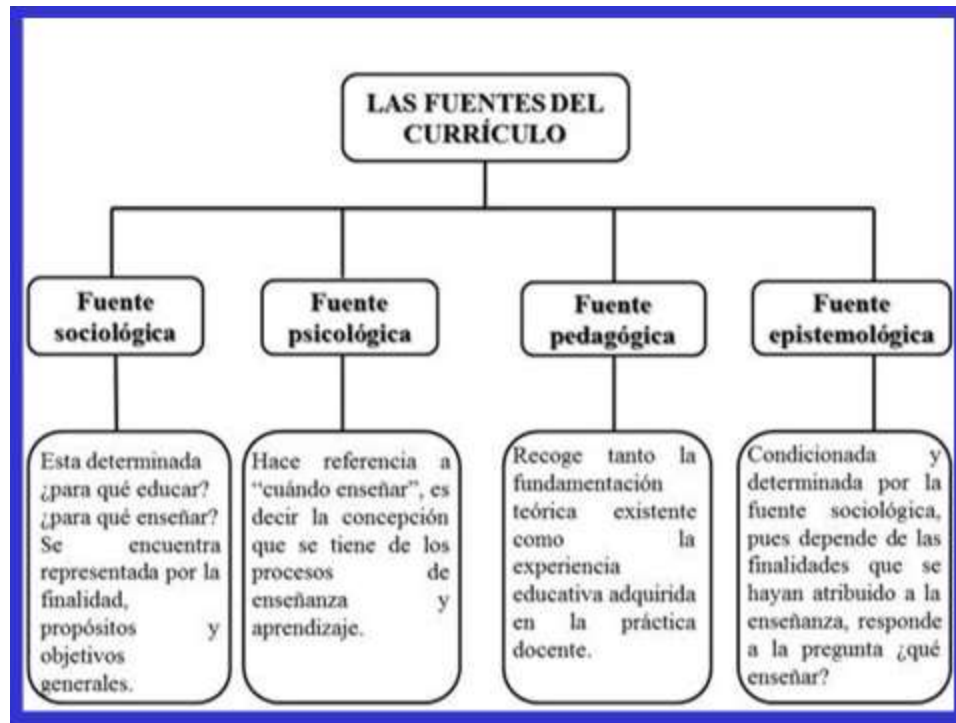 LAS FUENTES DEL
CURRÍCULO
Fuente
sociológica
Esta determinada
¿para qué educar?
¿para qué enseñar?
Se encuentra
representada por la
finalidad,
propósitos y
objetivos
generales.
Fuente
psicológica
Hace referencia a
“cuándo enseñar”, es
decir la concepción
que se tiene de los
procesos de
enseñanza y
aprendizaje.
Fuente
pedagógica
Recoge tanto la
fundamentación
teórica existente
como la
experiencia
educativa adquirida
en la práctica
docente.
Fuente
epistemológica
Condicionada y
determinada por la
fuente sociológica,
pues depende de las
finalidades que se
hayan atribuido a la
enseñanza, responde
a la pregunta ¿qué
enseñar?